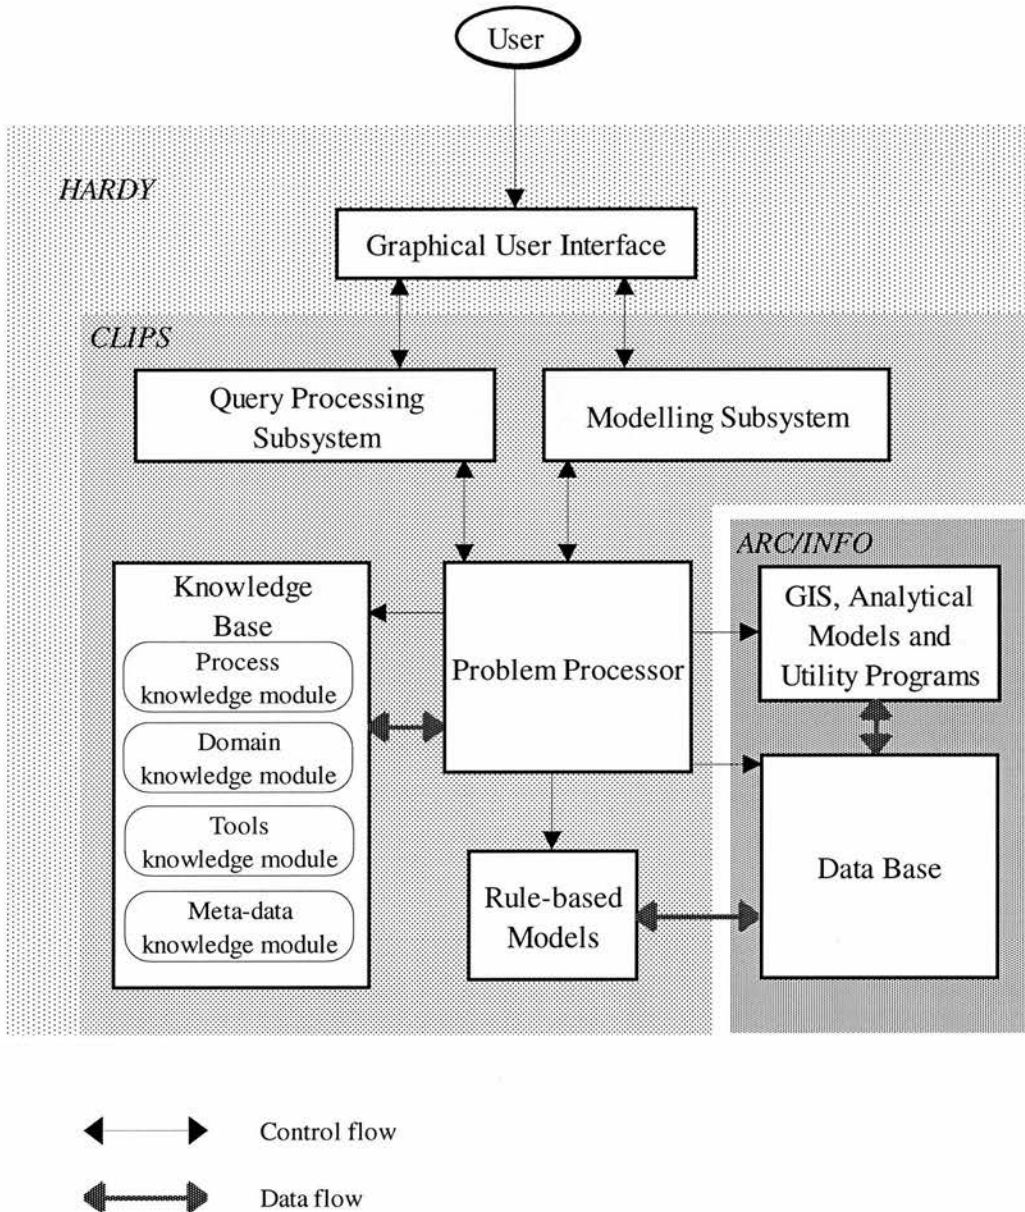 User
HARDY
Graphical User Interface
CLIPS
Query Processing
Subsystem
Modelling Subsystem
ARC/INFO
Knowledge
Base
Process
knowledge module
Domain
knowledge module
Tools
knowledge module
Meta-data
knowledge module
Problem Processor
GIS, Analytical
Models and
Utility Programs
Rule-based
Models
Data Base
Control flow
Data flow